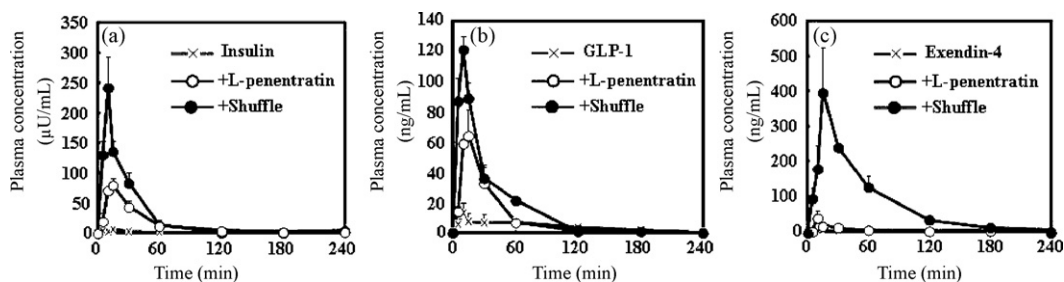 (a)
Plasma concentration
(μU/mL)
350
300
250
200
150
100
50
0
Insulin
+L-penentratin
+Shuffle
0 60 120 180 240
Time (min)
(b)
Plasma concentration
(ng/mL)
140
120
100
80
60
40
20
0
GLP-1
+L-penentratin
+Shuffle
0 60 120 180 240
Time (min)
(c)
Plasma concentration
(ng/mL)
600
500
400
300
200
100
0
Exendin-4
+L-penentratin
+Shuffle
0 60 120 180 240
Time (min)